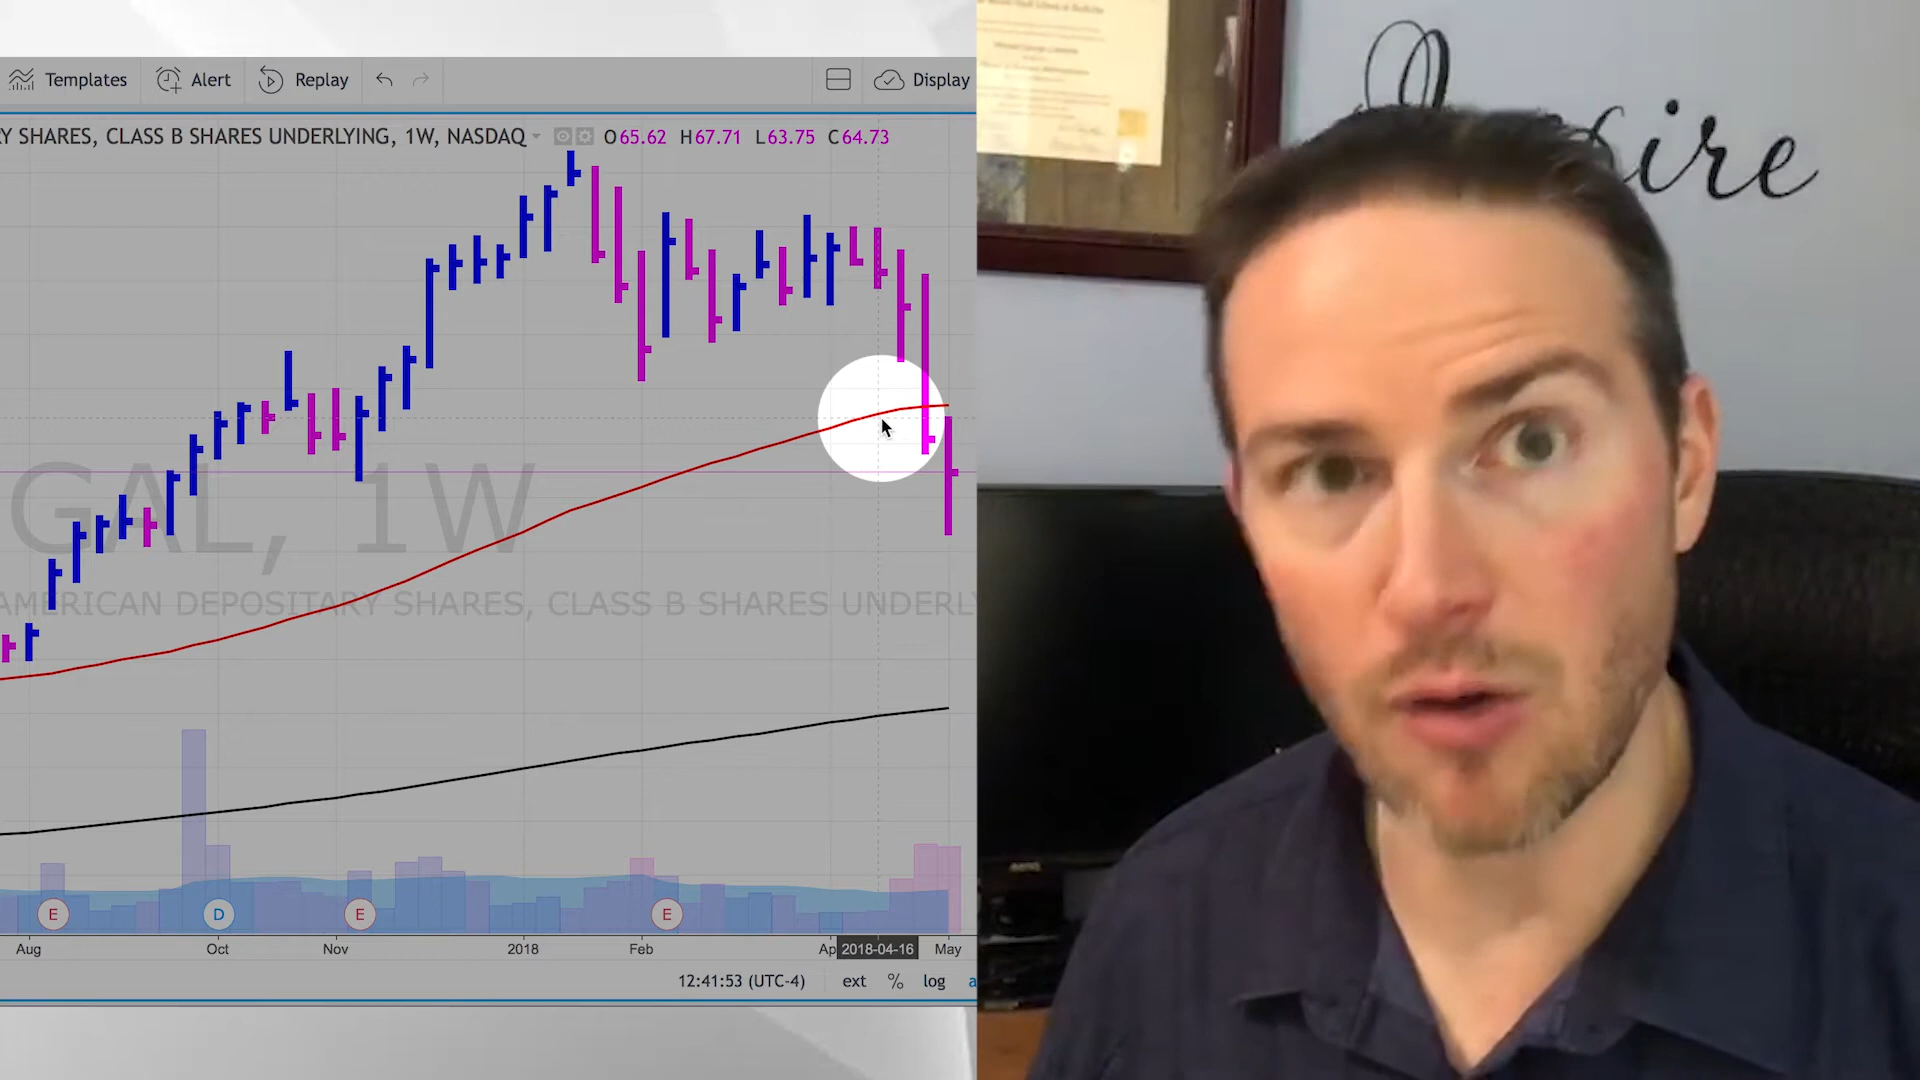 Templates
Alert
Replay
Display
Y SHARES, CLASS B SHARES UNDERLYING, 1W, NASDAQ
O65.62 H67.71 L63.75 C64.73
GAL, 1W
AMERICAN DEPOSITARY SHARES, CLASS B SHARES UNDERLY
E
D
E
E
Aug
Oct
Nov
2018
Feb
Ap
2018-04-16
May
12:41:53 (UTC-4)
ext
%
log
a